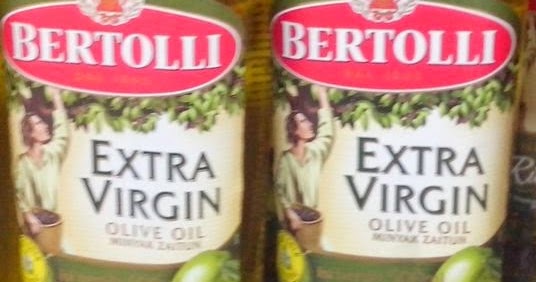 BERTOLLI
EXTRA
VIRGIN
OLIVE OIL
MINYAK ZAITUN
BERTOLLI
EXTRA
VIRGIN
OLIVE OIL
MINYAK ZAITUN